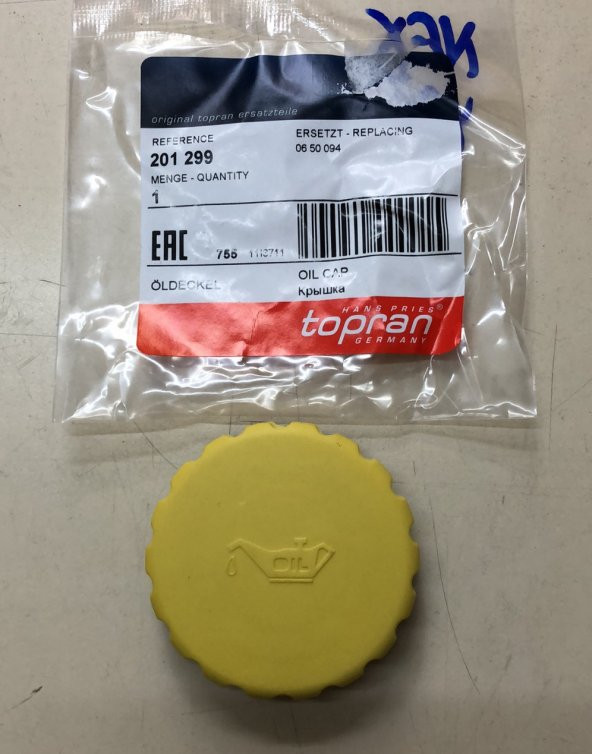 original topran ersatzteile
REFERENCE
201 299
ERSETZT - REPLACING
06 50 094
MENGE - QUANTITY
1
EAC
756
ÖLDECKEL
OIL CAP
Крышка
HANS PRIES®
topran
GERMANY
OIL